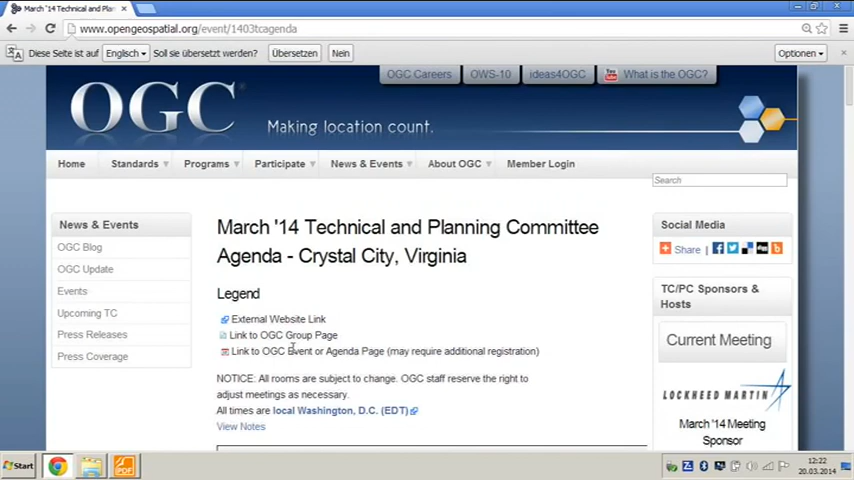 March '14 Technical and Plan
www.opengeospatial.org/event/1403tcagenda
Diese Seite ist auf Englisch Soll sie übersetzt werden? Übersetzen Nein Optionen
OGC Careers OWS-10 ideas4OGC You Tube What is the OGC?
OGC
Making location count.
Home Standards Programs Participate News & Events About OGC Member Login
Search
News & Events
OGC Blog
OGC Update
Events
Upcoming TC
Press Releases
Press Coverage
March '14 Technical and Planning Committee
Agenda - Crystal City, Virginia
Legend
External Website Link
Link to OGC Group Page
Link to OGC Event or Agenda Page (may require additional registration)
NOTICE: All rooms are subject to change. OGC staff reserve the right to
adjust meetings as necessary.
All times are local Washington, D.C. (EDT)
View Notes
Social Media
Share |
TC/PC Sponsors &
Hosts
Current Meeting
LOCKHEED MARTIN
March '14 Meeting
Sponsor
Start
PDF
12:22
20.03.2014